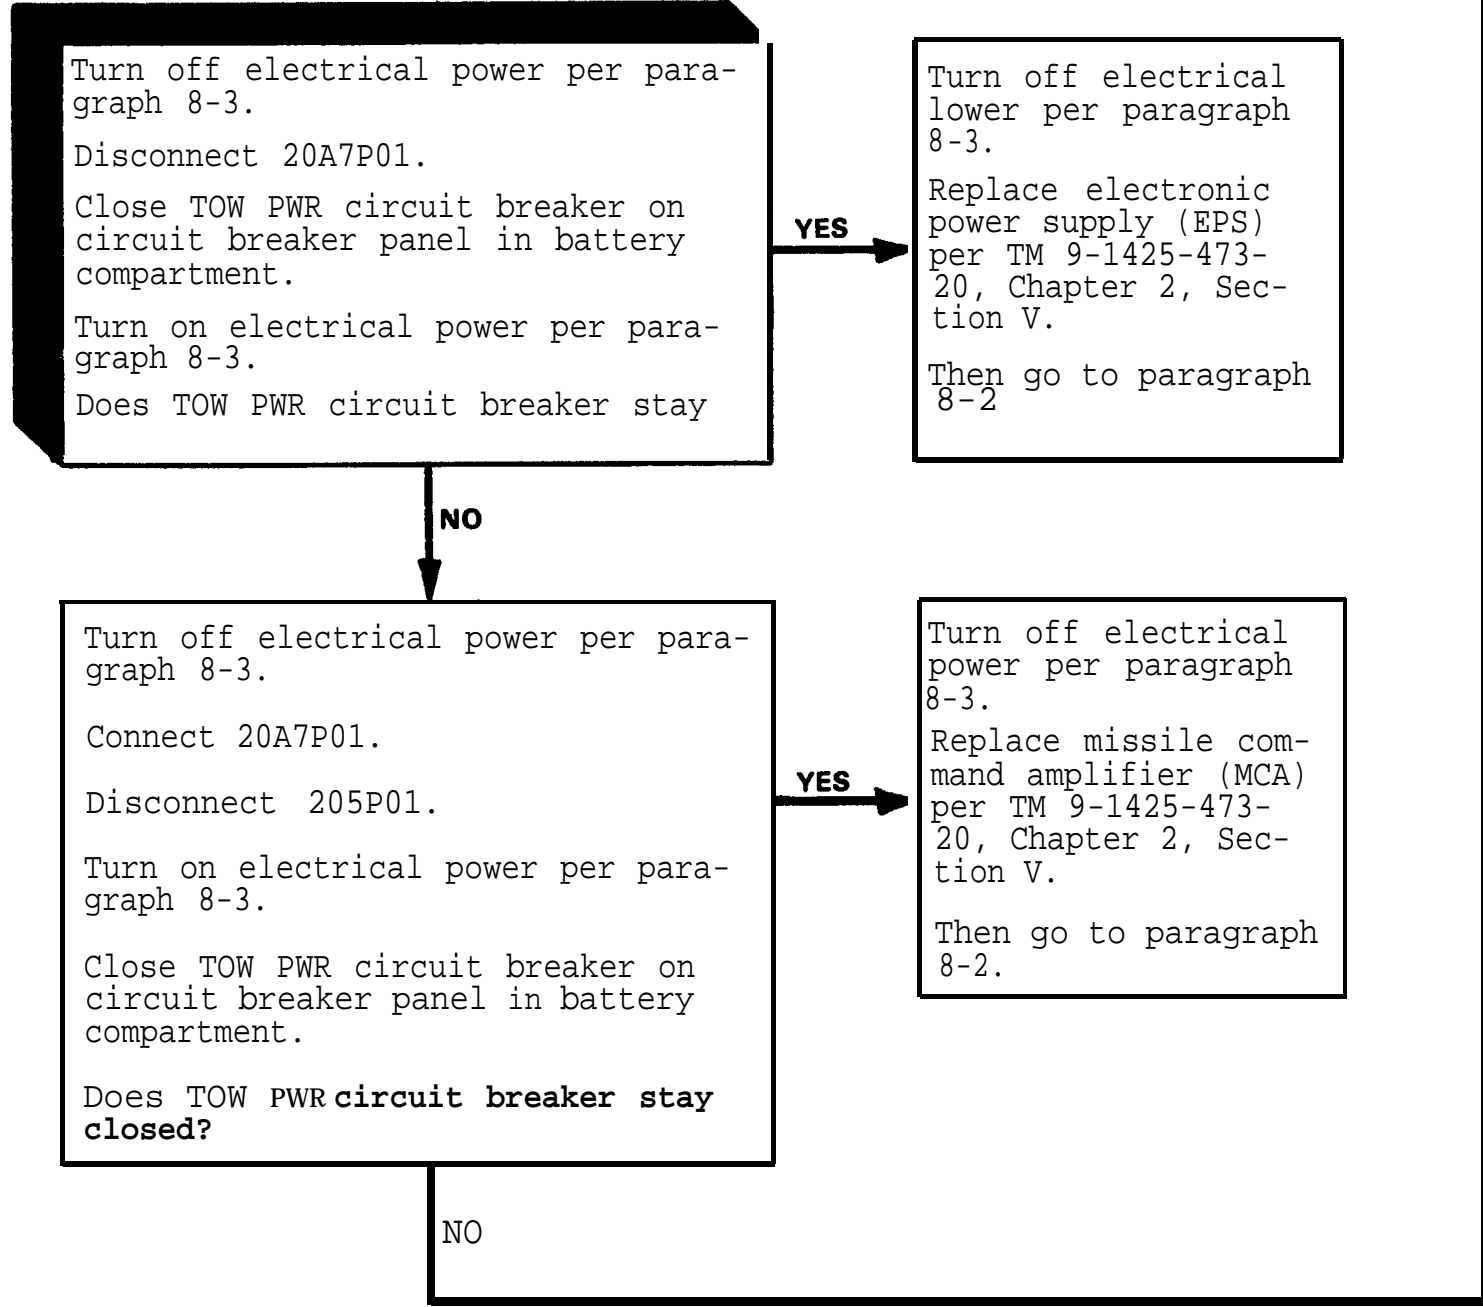 Turn off electrical power per para-
graph 8-3.
Disconnect 20A7P01.
Close TOW PWR circuit breaker on
circuit breaker panel in battery
compartment.
Turn on electrical power per para-
graph 8-3.
Does TOW PWR circuit breaker stay
YES
Turn off electrical
lower per paragraph
8-3.
Replace electronic
power supply (EPS)
per TM 9-1425-473-
20, Chapter 2, Sec-
tion V.
Then go to paragraph
8-2
NO
Turn off electrical power per para-
graph 8-3.
Connect 20A7P01.
Disconnect 205P01.
Turn on electrical power per para-
graph 8-3.
Close TOW PWR circuit breaker on
circuit breaker panel in battery
compartment.
Does TOW PWR circuit breaker stay
closed?
YES
Turn off electrical
power per paragraph
8-3.
Replace missile com-
mand amplifier (MCA)
per TM 9-1425-473-
20, Chapter 2, Sec-
tion V.
Then go to paragraph
8-2.
NO